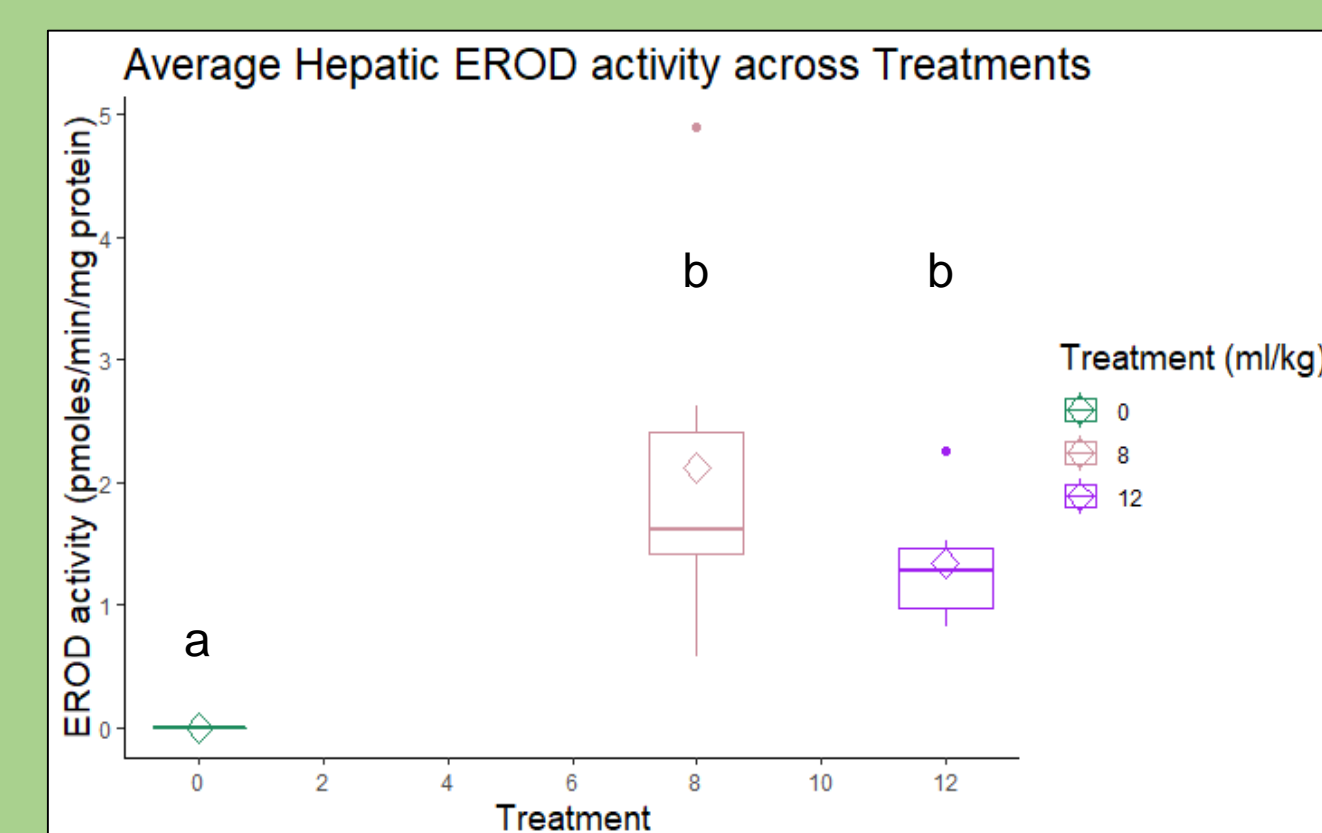 Average Hepatic EROD activity across Treatments
EROD activity (pmoles/min/mg protein)
5
4
3
2
1
0
a
b
b
0
2
4
6
8
10
12
Treatment
Treatment (ml/kg)
0
8
12